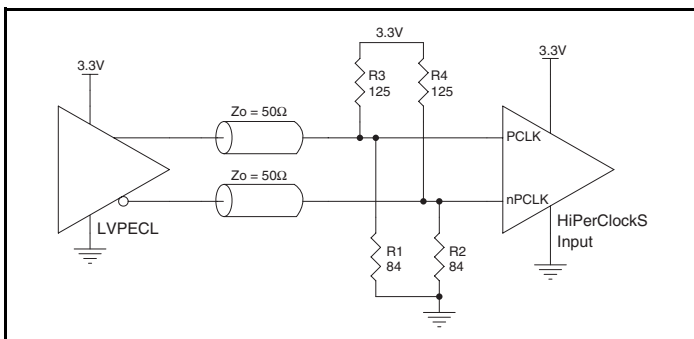 3.3V
3.3V
3.3V
R3
125
R4
125
Zo = 50Ω
PCLK
Zo = 50Ω
nPCLK
LVPECL
HiPerClockS
Input
R1
84
R2
84